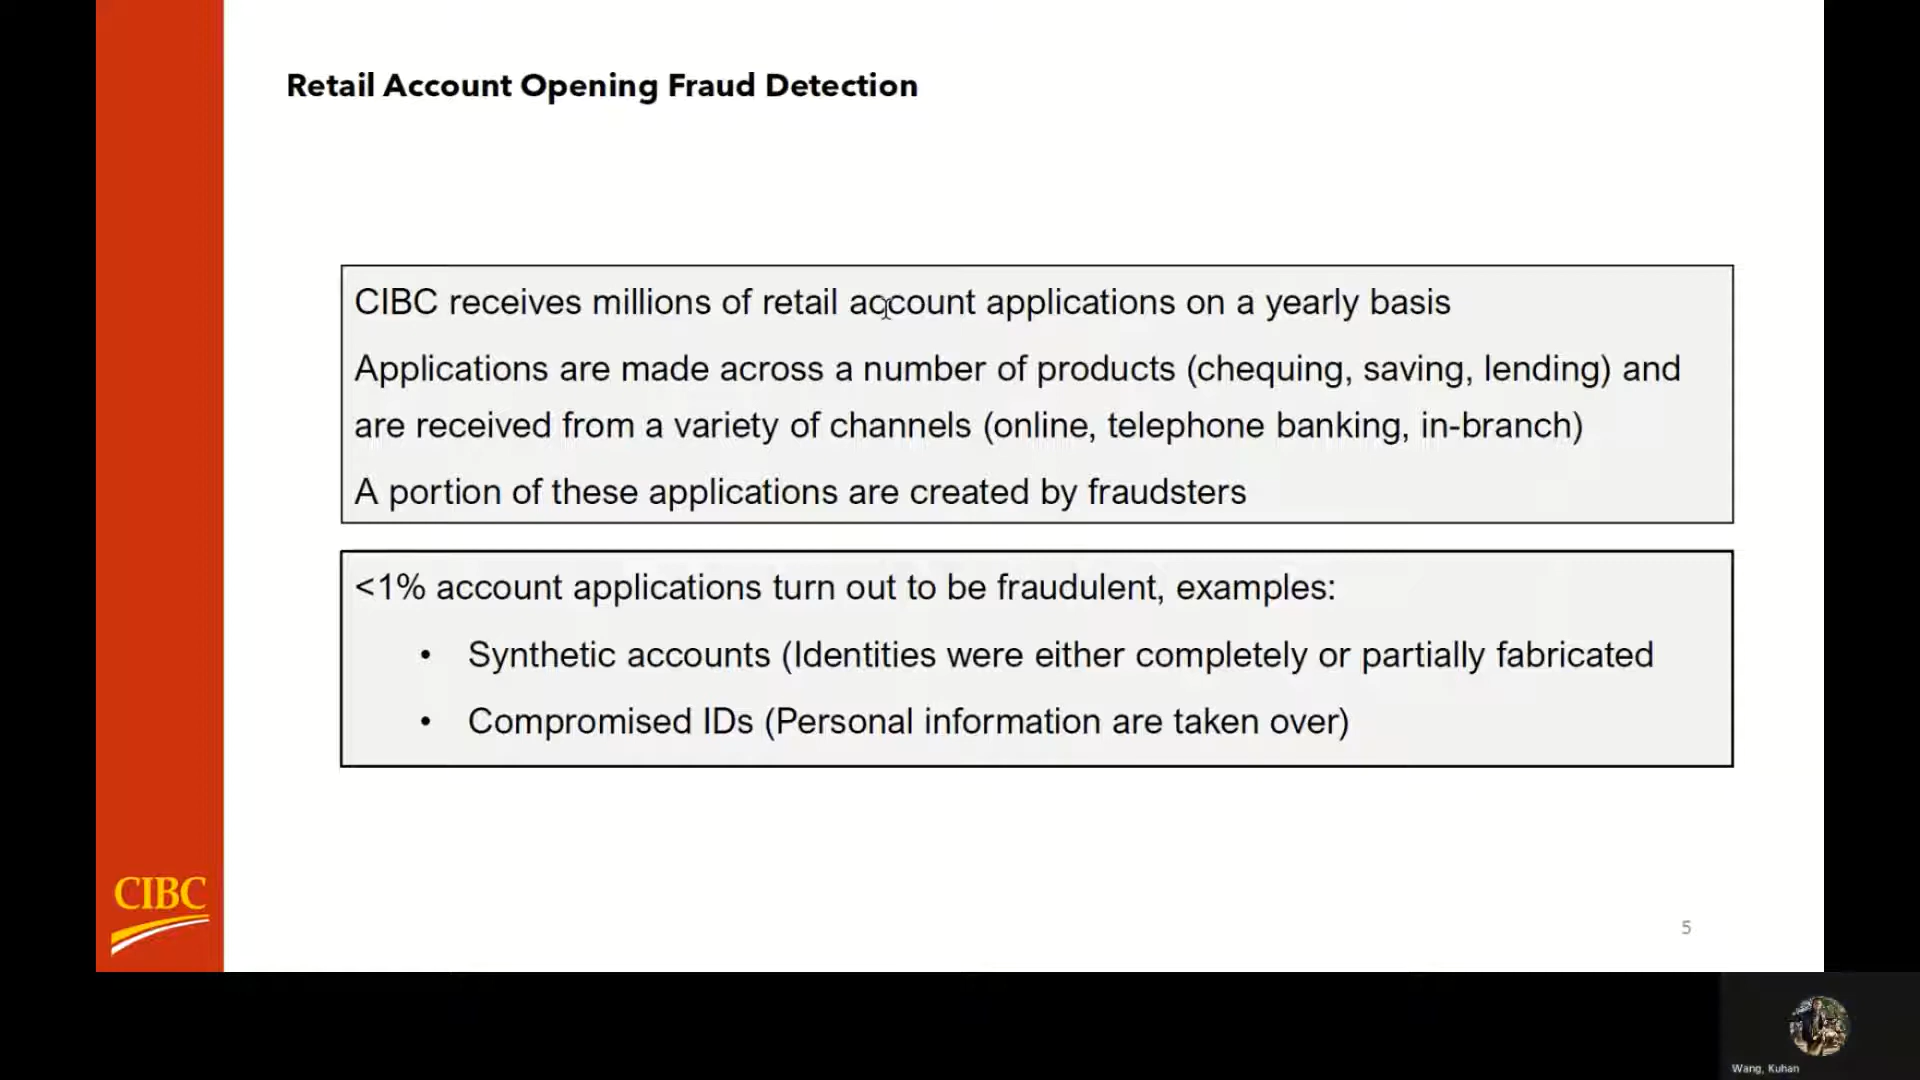 Retail Account Opening Fraud Detection
CIBC receives millions of retail account applications on a yearly basis
Applications are made across a number of products (chequing, saving, lending) and
are received from a variety of channels (online, telephone banking, in-branch)
A portion of these applications are created by fraudsters
<1% account applications turn out to be fraudulent, examples:
• Synthetic accounts (Identities were either completely or partially fabricated
• Compromised IDs (Personal information are taken over)
CIBC
5
Wang, Kuhan